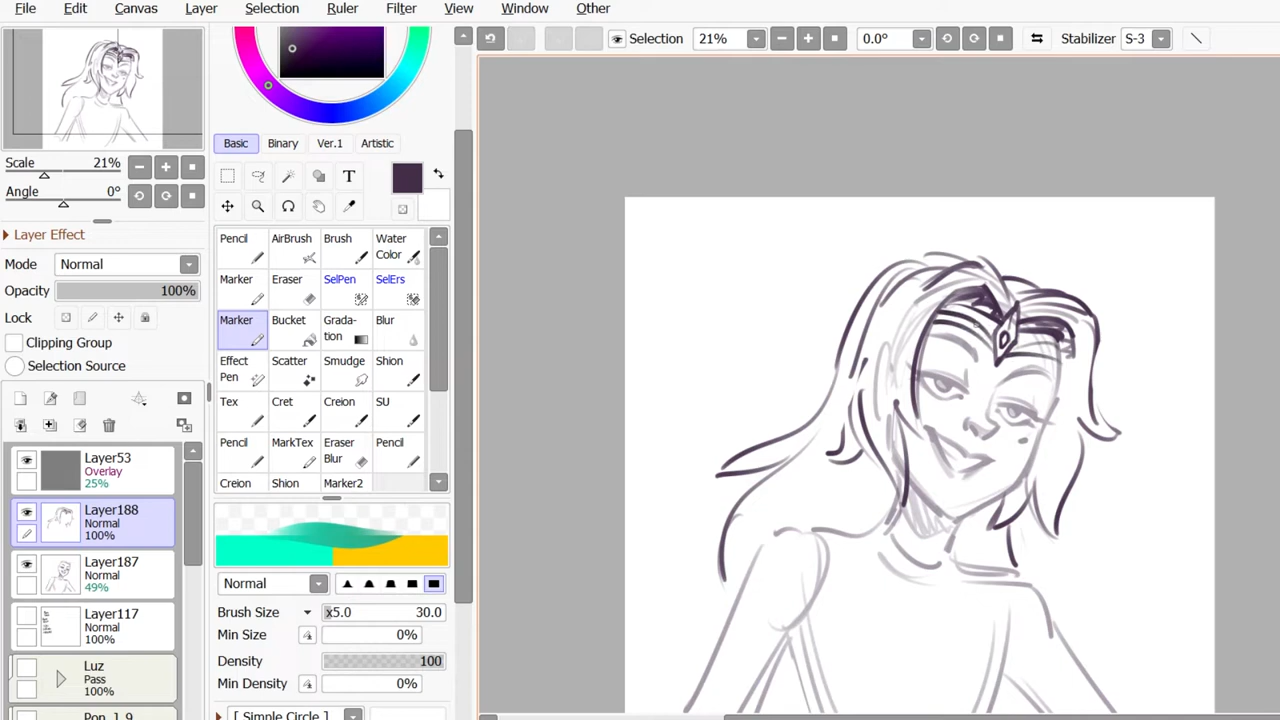 File Edit Canvas Layer Selection Ruler Filter View Window Other
Selection 21% 0.0° Stabilizer S-3
Scale 21%
Angle 0°
Layer Effect
Mode Normal
Opacity 100%
Lock
Clipping Group
Selection Source
Layer53
Overlay
25%
Layer188
Normal
100%
Layer187
Normal
49%
Layer117
Normal
100%
Luz
Pass
100%
Basic Binary Ver.1 Artistic
T
Pencil AirBrush Brush Water Color
Marker Eraser SelPen SelErs
Marker Bucket Grada-tion Blur
Effect Pen Scatter Smudge Shion
Tex Cret Creion SU
Pencil MarkTex Eraser Blur Pencil
Creion Shion Marker2
Normal
Brush Size x5.0 30.0
Min Size 0%
Density 100
Min Density 0%
[ Simple Circle ]